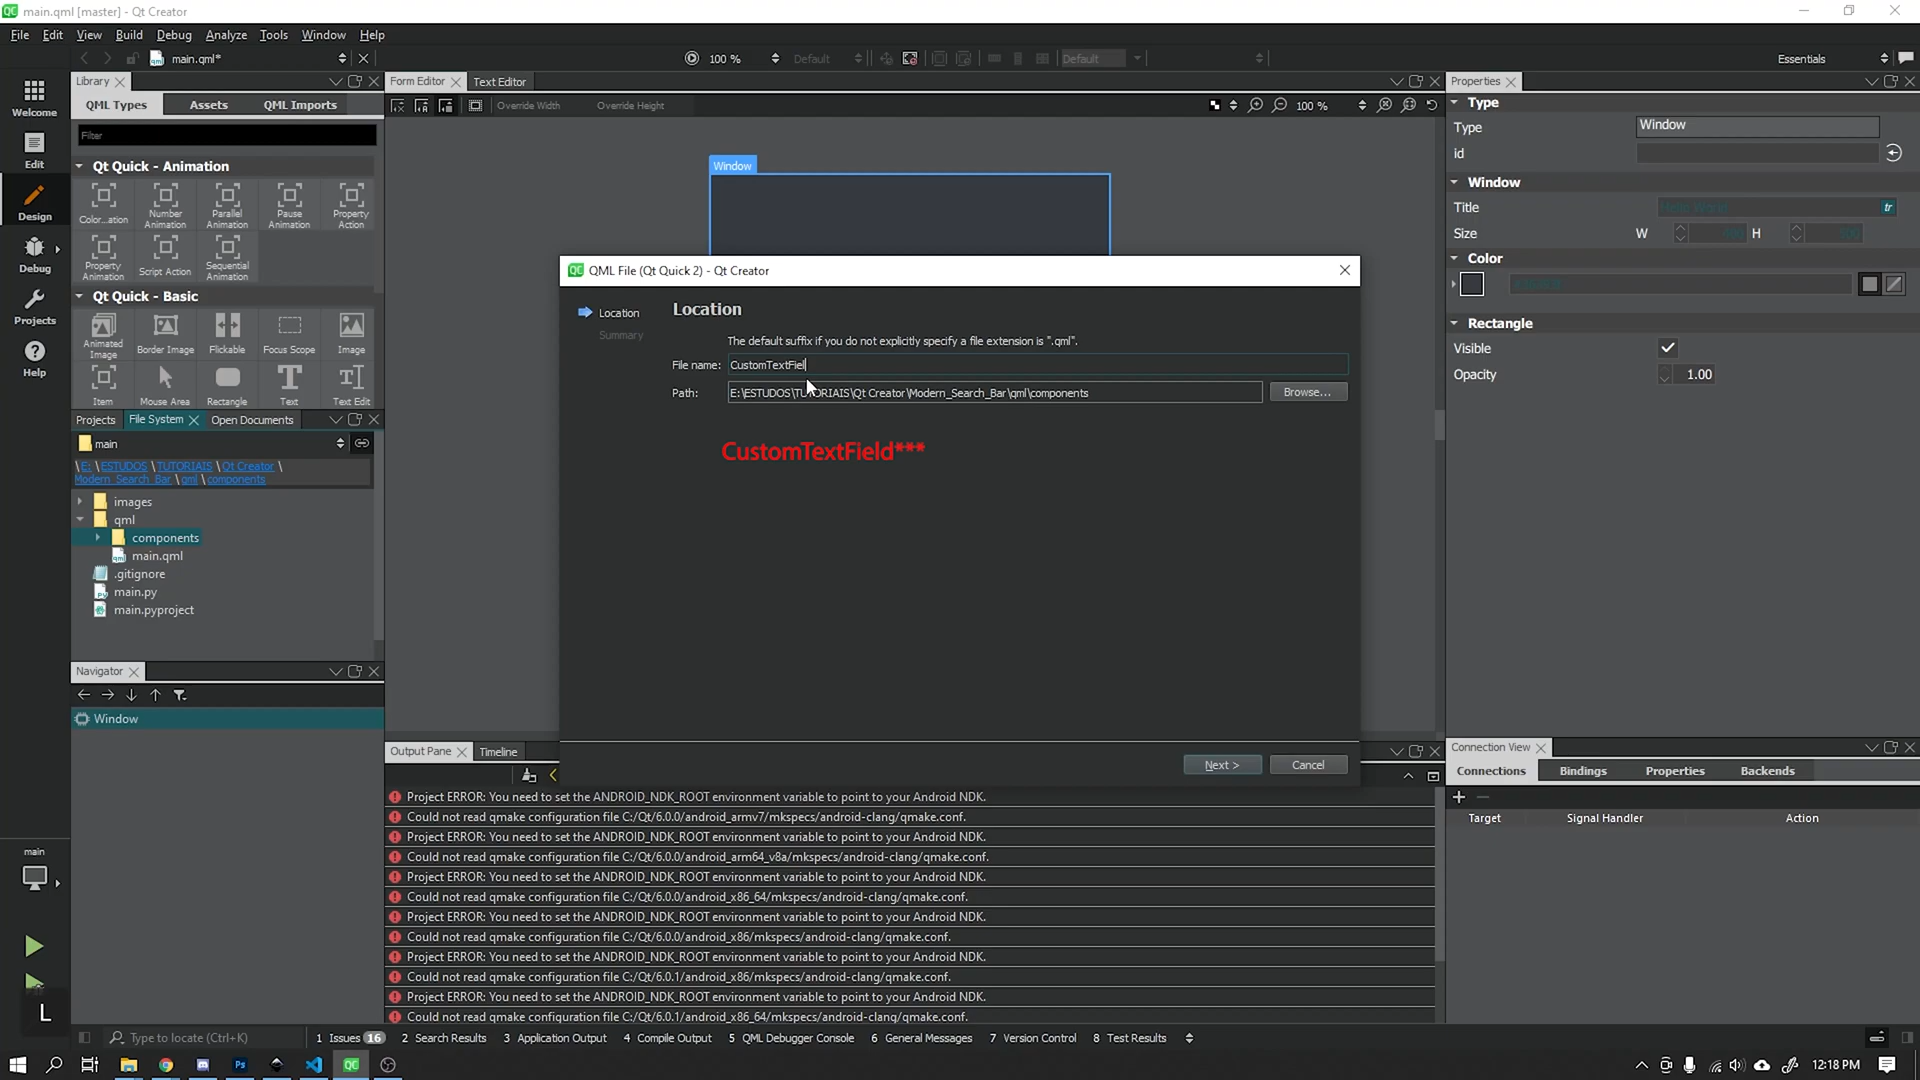 main.qml [master] - Qt Creator
File Edit View Build Debug Analyze Tools Window Help
main.qml* 100 % Default Default Essentials
Library Form Editor Text Editor Properties
QML Types Assets QML Imports Override Width Override Height 100 %
Filter
Welcome
Edit
Design
Debug
Projects
Help
Qt Quick - Animation
Color...ation Number Animation Parallel Animation Pause Animation Property Action
Property Animation Script Action Sequential Animation
Qt Quick - Basic
Animated Image Border Image Flickable Focus Scope Image
Item Mouse Area Rectangle Text Text Edit
Projects File System Open Documents
main
\E: \ESTUDOS \TUTORIAIS \Qt Creator \
Modern_Search_Bar \qml \components
images
qml
components
main.qml
.gitignore
main.py
main.pyproject
Navigator
Window
Window
QML File (Qt Quick 2) - Qt Creator
Location
Summary
Location
The default suffix if you do not explicitly specify a file extension is ".qml".
File name: CustomTextFiel
Path: E:\ESTUDOS\TUTORIAIS\Qt Creator\Modern_Search_Bar\qml\components Browse...
CustomTextField***
Next > Cancel
Type
Type Window
id
Window
Title Hello World tr
Size W H
Color
Rectangle
Visible
Opacity 1.00
Output Pane Timeline
Project ERROR: You need to set the ANDROID_NDK_ROOT environment variable to point to your Android NDK.
Could not read qmake configuration file C:/Qt/6.0.0/android_armv7/mkspecs/android-clang/qmake.conf.
Project ERROR: You need to set the ANDROID_NDK_ROOT environment variable to point to your Android NDK.
Could not read qmake configuration file C:/Qt/6.0.0/android_arm64_v8a/mkspecs/android-clang/qmake.conf.
Project ERROR: You need to set the ANDROID_NDK_ROOT environment variable to point to your Android NDK.
Could not read qmake configuration file C:/Qt/6.0.0/android_x86_64/mkspecs/android-clang/qmake.conf.
Project ERROR: You need to set the ANDROID_NDK_ROOT environment variable to point to your Android NDK.
Could not read qmake configuration file C:/Qt/6.0.0/android_x86/mkspecs/android-clang/qmake.conf.
Project ERROR: You need to set the ANDROID_NDK_ROOT environment variable to point to your Android NDK.
Could not read qmake configuration file C:/Qt/6.0.1/android_x86/mkspecs/android-clang/qmake.conf.
Project ERROR: You need to set the ANDROID_NDK_ROOT environment variable to point to your Android NDK.
Could not read qmake configuration file C:/Qt/6.0.1/android_x86_64/mkspecs/android-clang/qmake.conf.
Connection View
Connections Bindings Properties Backends
Target Signal Handler Action
main
L
Type to locate (Ctrl+K) 1 Issues 16 2 Search Results 3 Application Output 4 Compile Output 5 QML Debugger Console 6 General Messages 7 Version Control 8 Test Results
12:18 PM